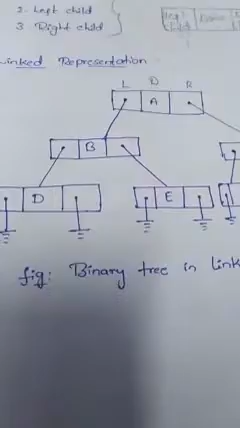 2. Left child
3. Right child
Linked Representation
L D R
A
B
D
E
fig: Binary tree in Link